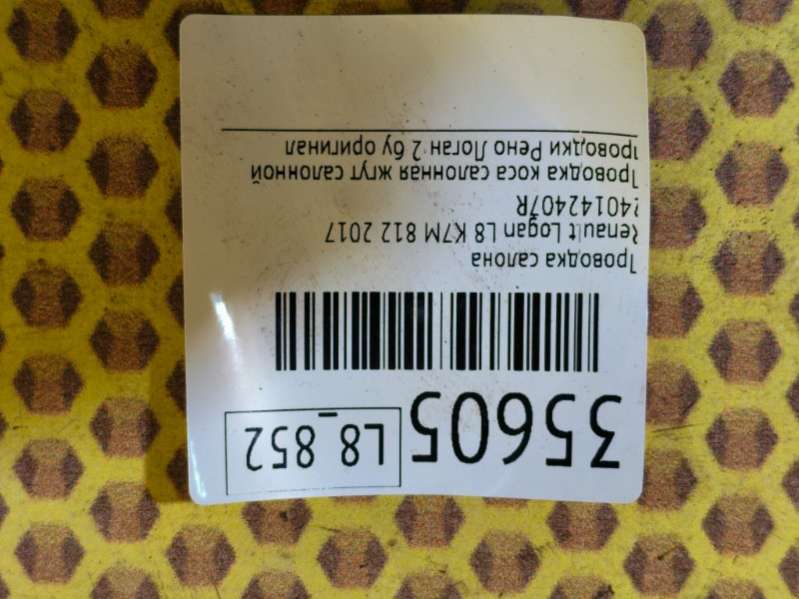 35605 L8_852
Проводка салона
Renault Logan L8 K7M 812 2017
240142407R
Проводка коса салонная жгут салонной
проводки Рено Логан 2 бу оригинал